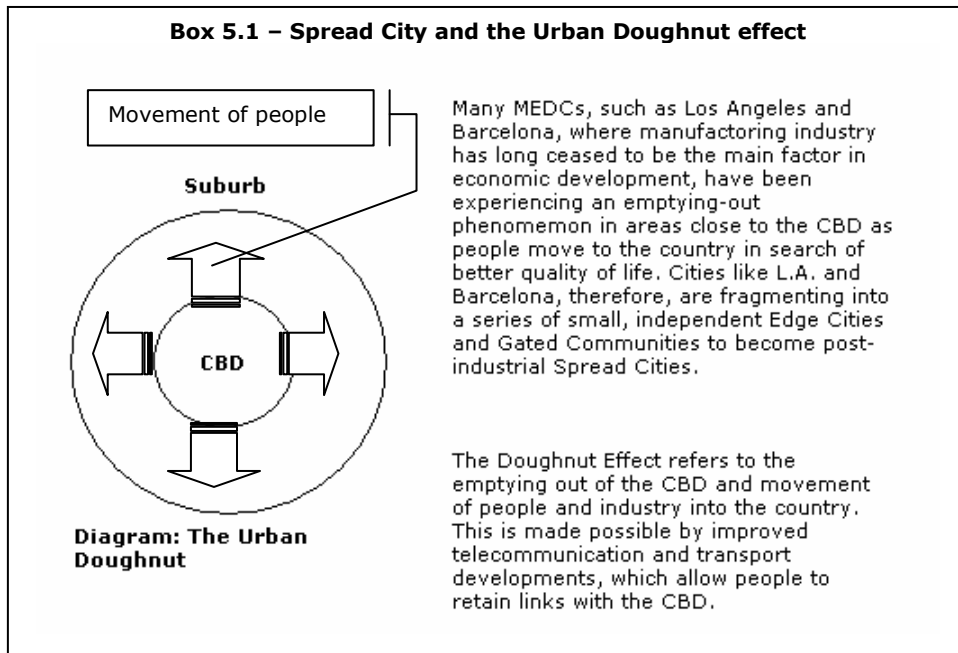 Box 5.1 – Spread City and the Urban Doughnut effect
Movement of people
Suburb
CBD
Diagram: The Urban
Doughnut
Many MEDCs, such as Los Angeles and
Barcelona, where manufactoring industry
has long ceased to be the main factor in
economic development, have been
experiencing an emptying-out
phenomemon in areas close to the CBD as
people move to the country in search of
better quality of life. Cities like L.A. and
Barcelona, therefore, are fragmenting into
a series of small, independent Edge Cities
and Gated Communities to become post-
industrial Spread Cities.
The Doughnut Effect refers to the
emptying out of the CBD and movement
of people and industry into the country.
This is made possible by improved
telecommunication and transport
developments, which allow people to
retain links with the CBD.